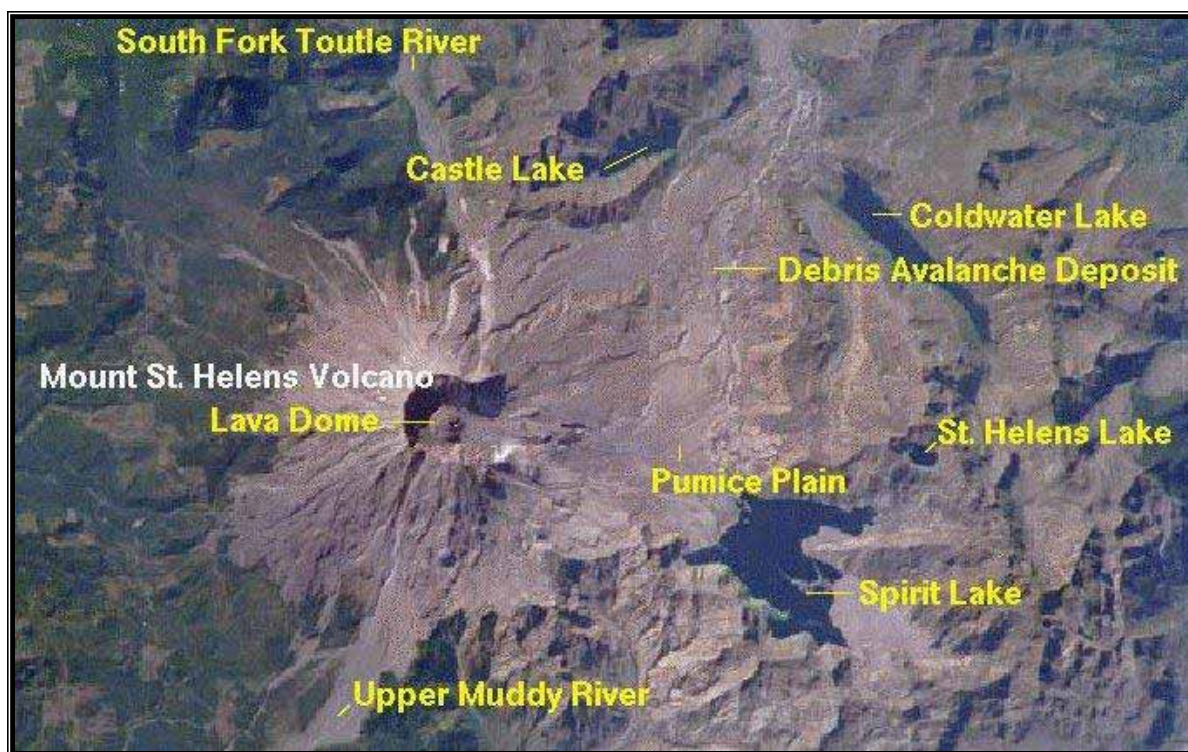 South Fork Toutle River
Castle Lake
Coldwater Lake
Debris Avalanche Deposit
Mount St. Helens Volcano
Lava Dome
St. Helens Lake
Pumice Plain
Spirit Lake
Upper Muddy River